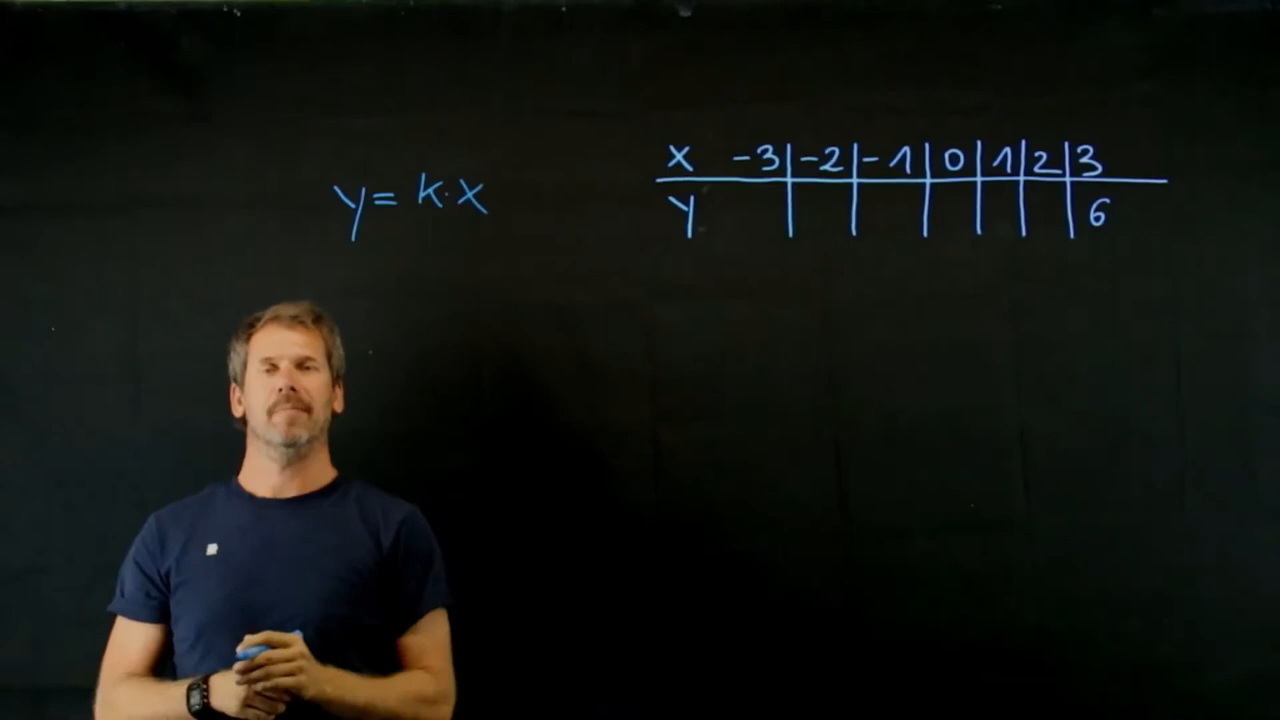 y = k · x
x -3 | -2 | -1 | 0 | 1 | 2 | 3
y | | | | | | 6